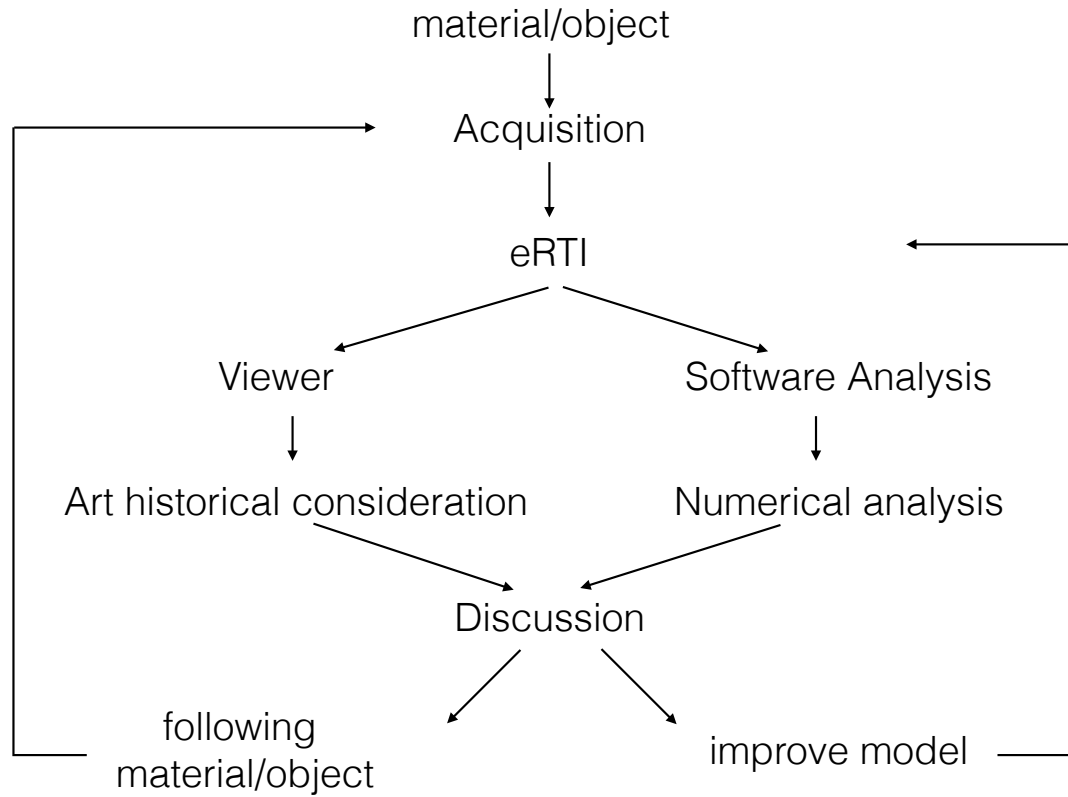 material/object
Acquisition
eRTI
Viewer
Software Analysis
Art historical consideration
Numerical analysis
Discussion
following
material/object
improve model